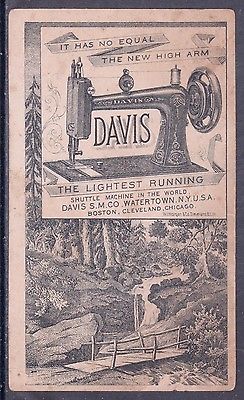 IT HAS NO EQUAL
THE NEW HIGH ARM
DAVIS
DAVIS
THE LIGHTEST RUNNING
SHUTTLE MACHINE IN THE WORLD
DAVIS S.M.CO., WATERTOWN, N.Y. U.S.A.
BOSTON, CLEVELAND, CHICAGO.